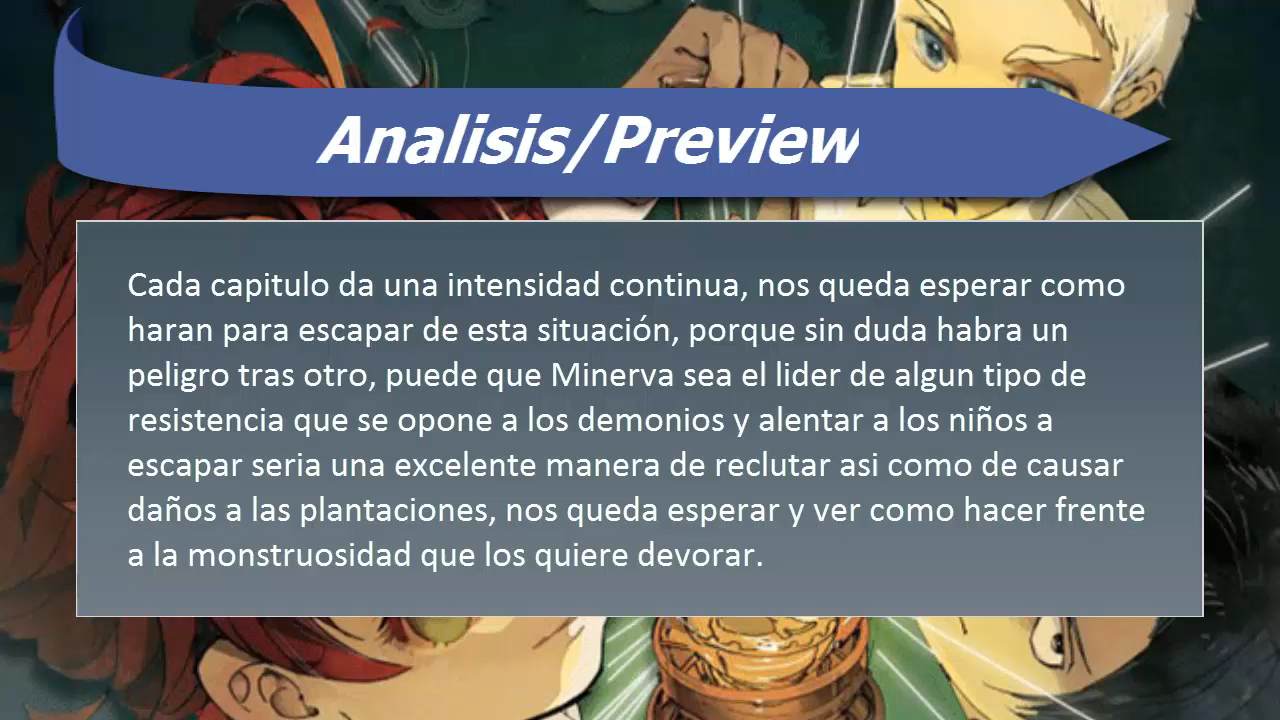 Analisis/Preview
Cada capitulo da una intensidad continua, nos queda esperar como
haran para escapar de esta situación, porque sin duda habra un
peligro tras otro, puede que Minerva sea el lider de algun tipo de
resistencia que se opone a los demonios y alentar a los niños a
escapar seria una excelente manera de reclutar asi como de causar
daños a las plantaciones, nos queda esperar y ver como hacer frente
a la monstruosidad que los quiere devorar.